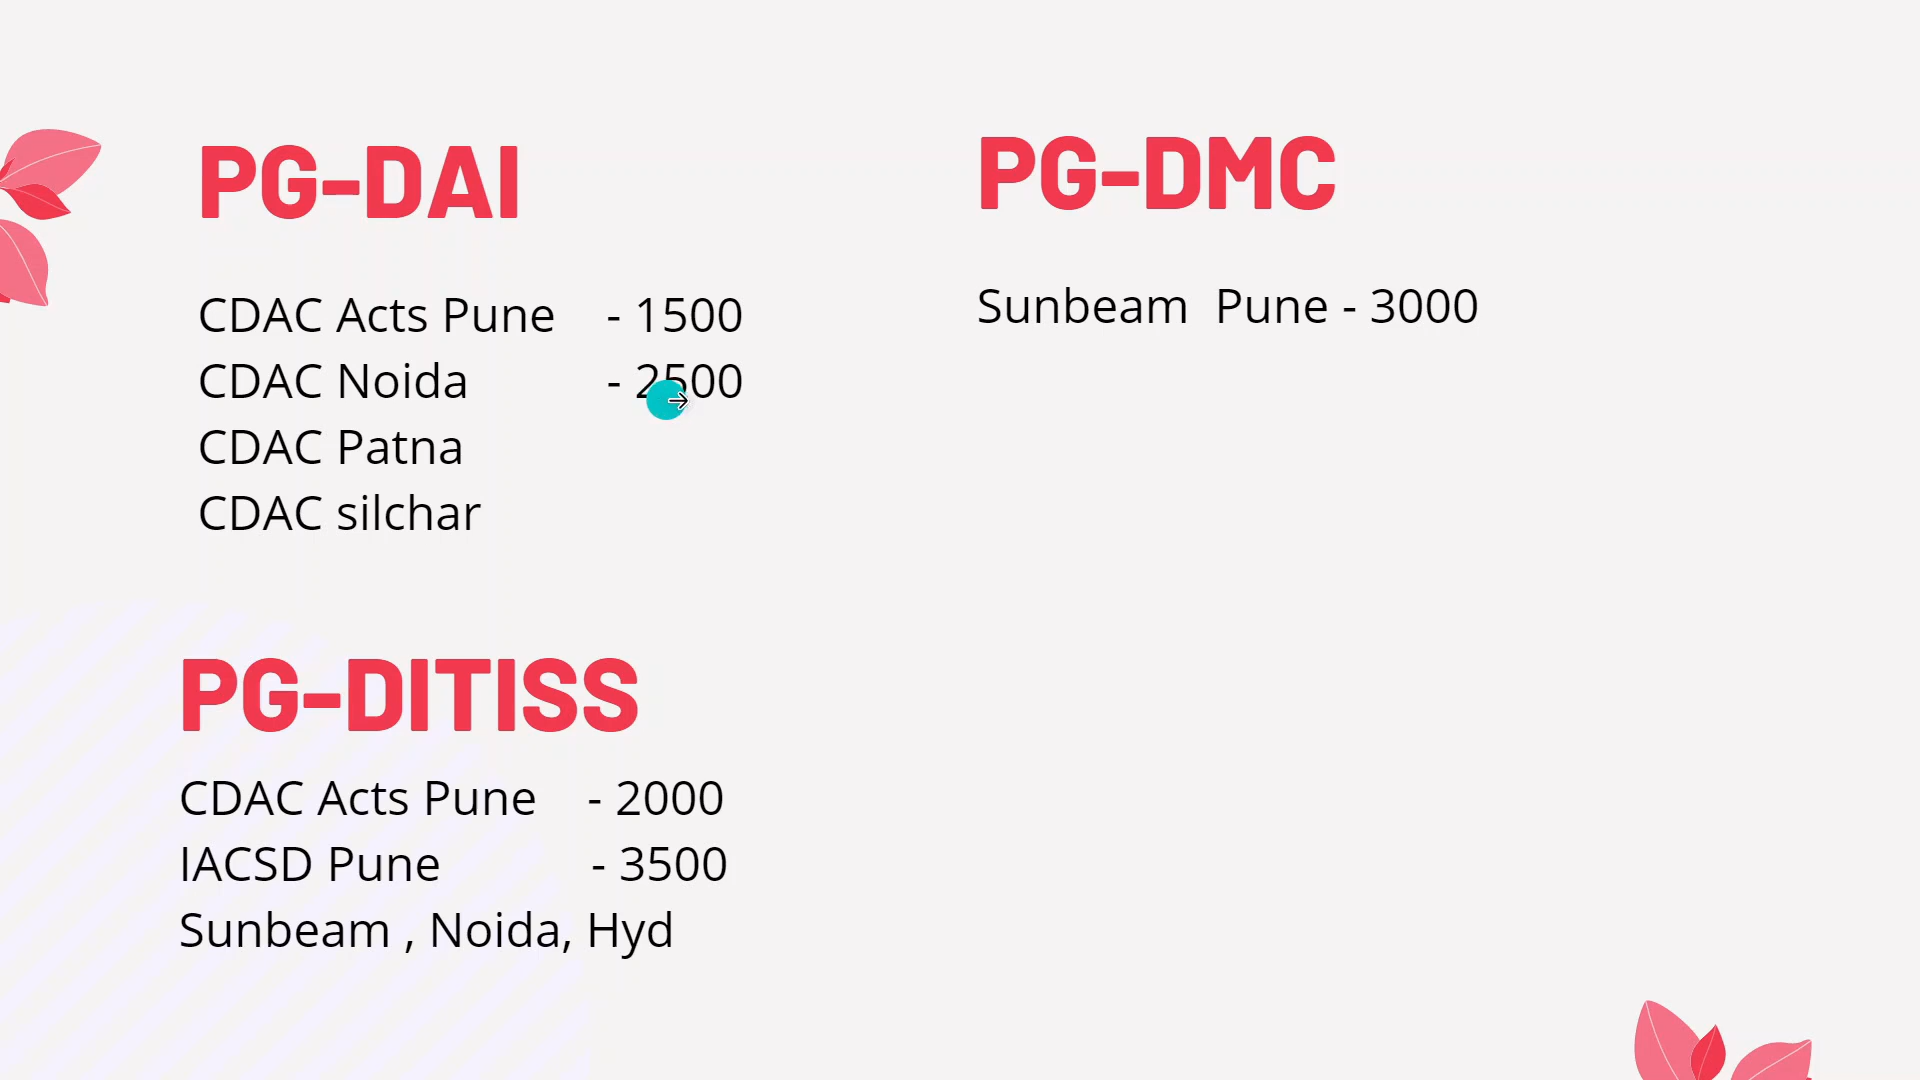 PG-DAI
CDAC Acts Pune - 1500
CDAC Noida - 2500
CDAC Patna
CDAC silchar
PG-DMC
Sunbeam Pune - 3000
PG-DITISS
CDAC Acts Pune - 2000
IACSD Pune - 3500
Sunbeam , Noida, Hyd